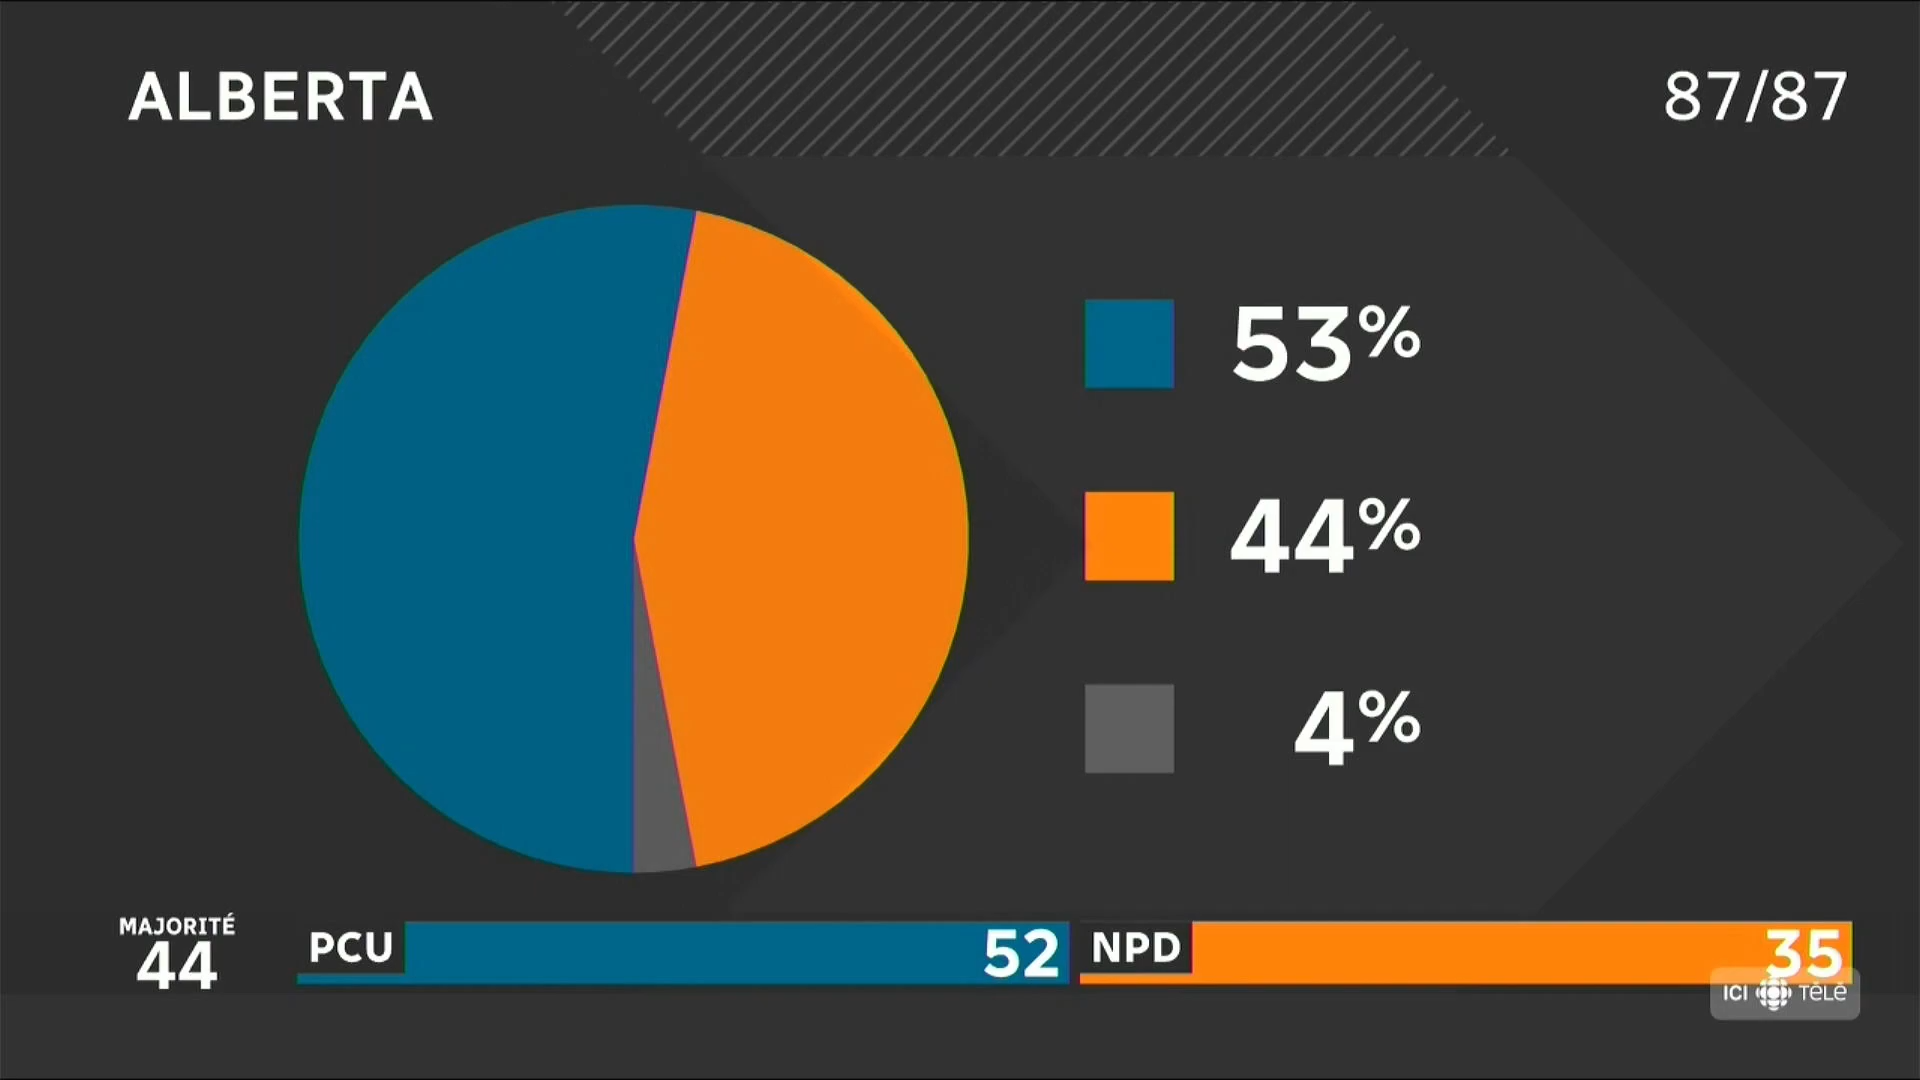 ALBERTA
87/87
53%
44%
4%
MAJORITÉ
44
PCU
52
NPD
35
ICI TÉLÉ